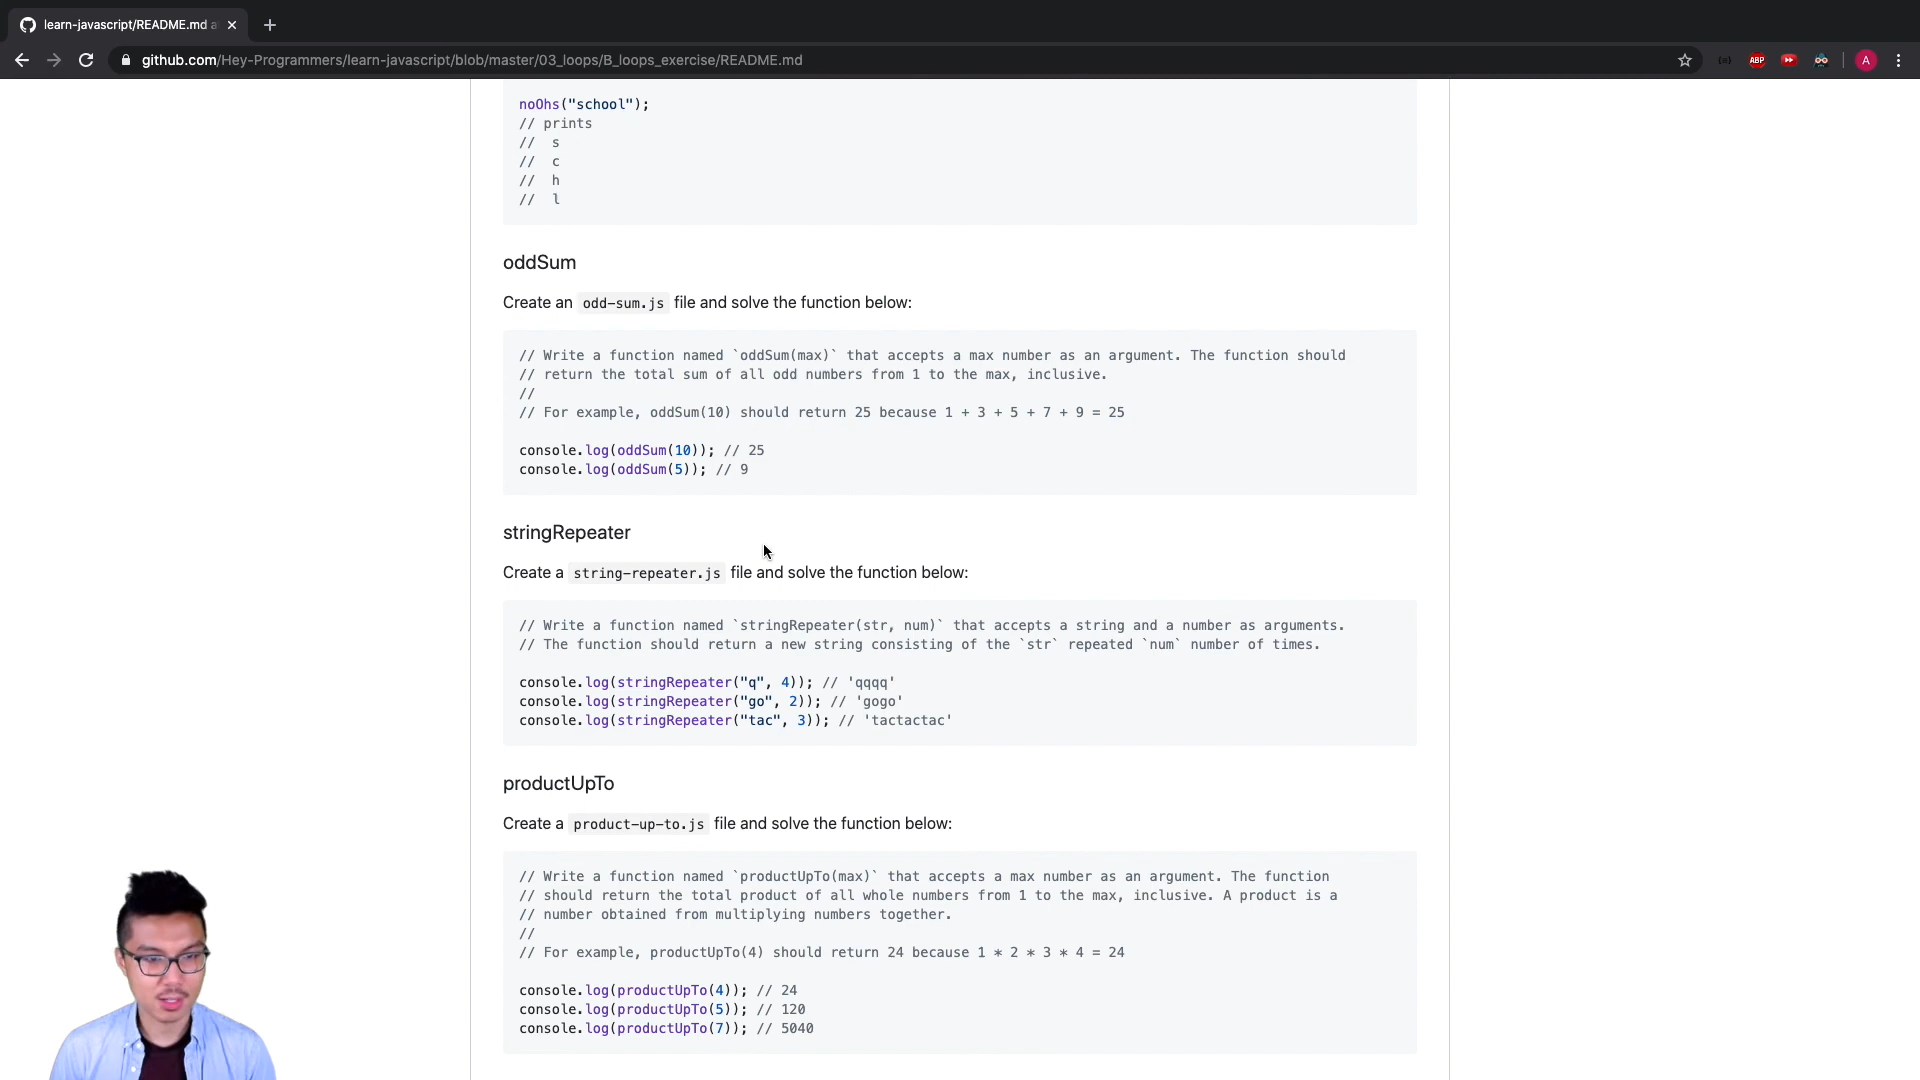 learn-javascript/README.md a
github.com/Hey-Programmers/learn-javascript/blob/master/03_loops/B_loops_exercise/README.md
ABP
A
noOhs("school");
// prints
//  s
//  c
//  h
//  l
oddSum
Create an odd-sum.js file and solve the function below:
// Write a function named `oddSum(max)` that accepts a max number as an argument. The function should
// return the total sum of all odd numbers from 1 to the max, inclusive.
//
// For example, oddSum(10) should return 25 because 1 + 3 + 5 + 7 + 9 = 25
console.log(oddSum(10)); // 25
console.log(oddSum(5)); // 9
stringRepeater
Create a string-repeater.js file and solve the function below:
// Write a function named `stringRepeater(str, num)` that accepts a string and a number as arguments.
// The function should return a new string consisting of the `str` repeated `num` number of times.
console.log(stringRepeater("q", 4)); // 'qqqq'
console.log(stringRepeater("go", 2)); // 'gogo'
console.log(stringRepeater("tac", 3)); // 'tactactac'
productUpTo
Create a product-up-to.js file and solve the function below:
// Write a function named `productUpTo(max)` that accepts a max number as an argument. The function
// should return the total product of all whole numbers from 1 to the max, inclusive. A product is a
// number obtained from multiplying numbers together.
//
// For example, productUpTo(4) should return 24 because 1 * 2 * 3 * 4 = 24
console.log(productUpTo(4)); // 24
console.log(productUpTo(5)); // 120
console.log(productUpTo(7)); // 5040